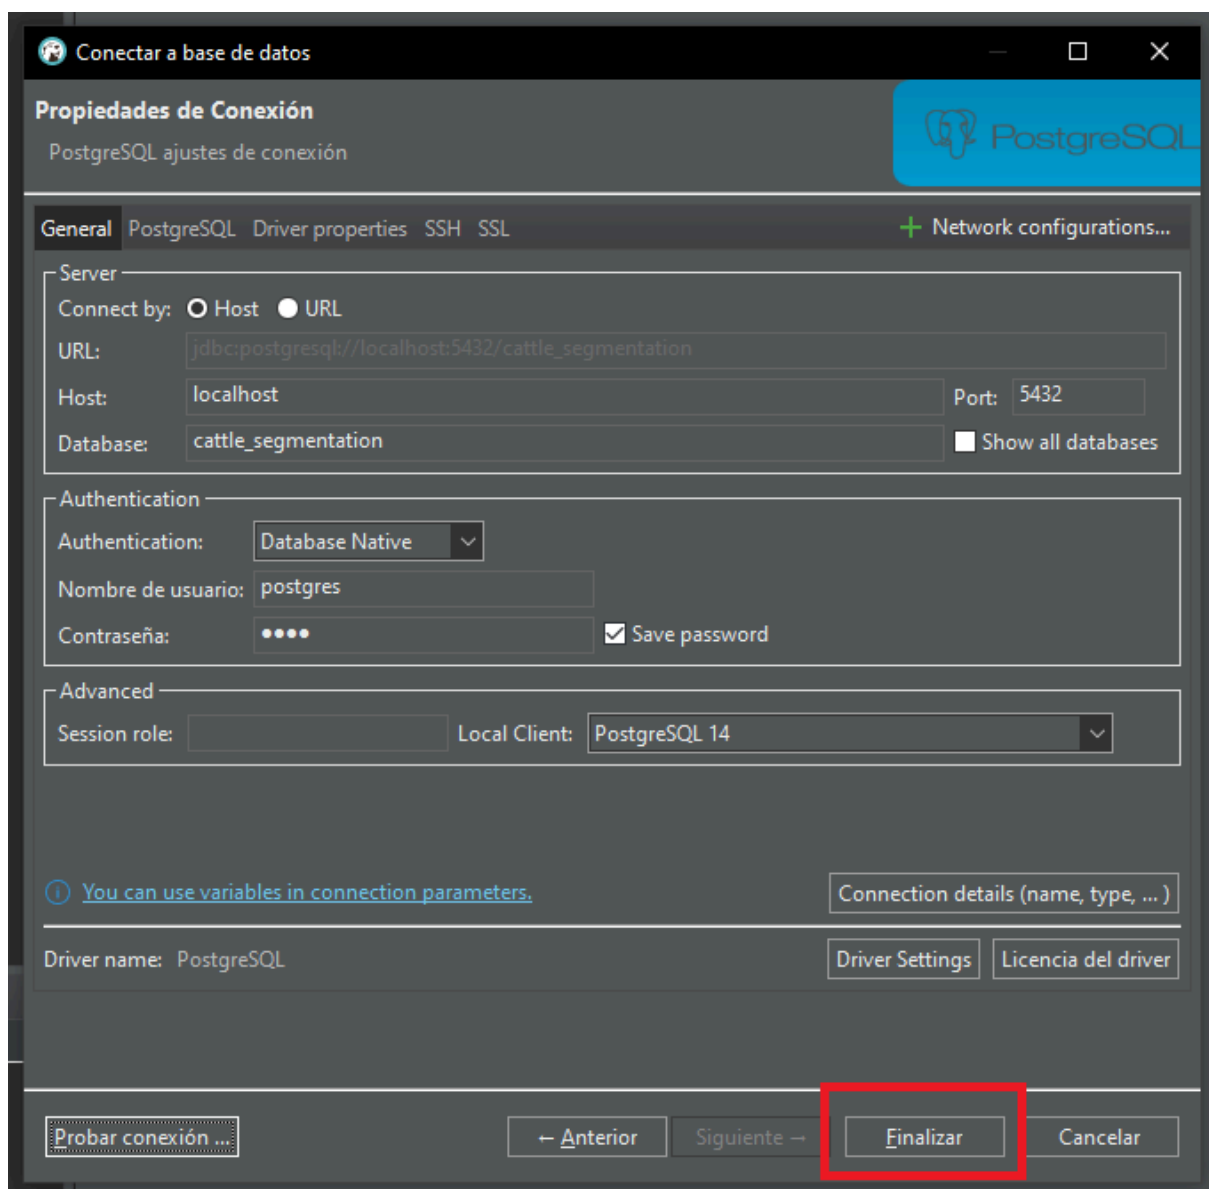 Conectar a base de datos
Propiedades de Conexión
PostgreSQL ajustes de conexión
PostgreSQL
General PostgreSQL Driver properties SSH SSL Network configurations...
Server
Connect by: Host URL
URL: jdbc:postgresql://localhost:5432/cattle_segmentation
Host: localhost Port: 5432
Database: cattle_segmentation Show all databases
Authentication
Authentication: Database Native
Nombre de usuario: postgres
Contraseña: •••• Save password
Advanced
Session role: Local Client: PostgreSQL 14
You can use variables in connection parameters. Connection details (name, type, ... )
Driver name: PostgreSQL Driver Settings Licencia del driver
Probar conexión ... ← Anterior Siguiente → Finalizar Cancelar